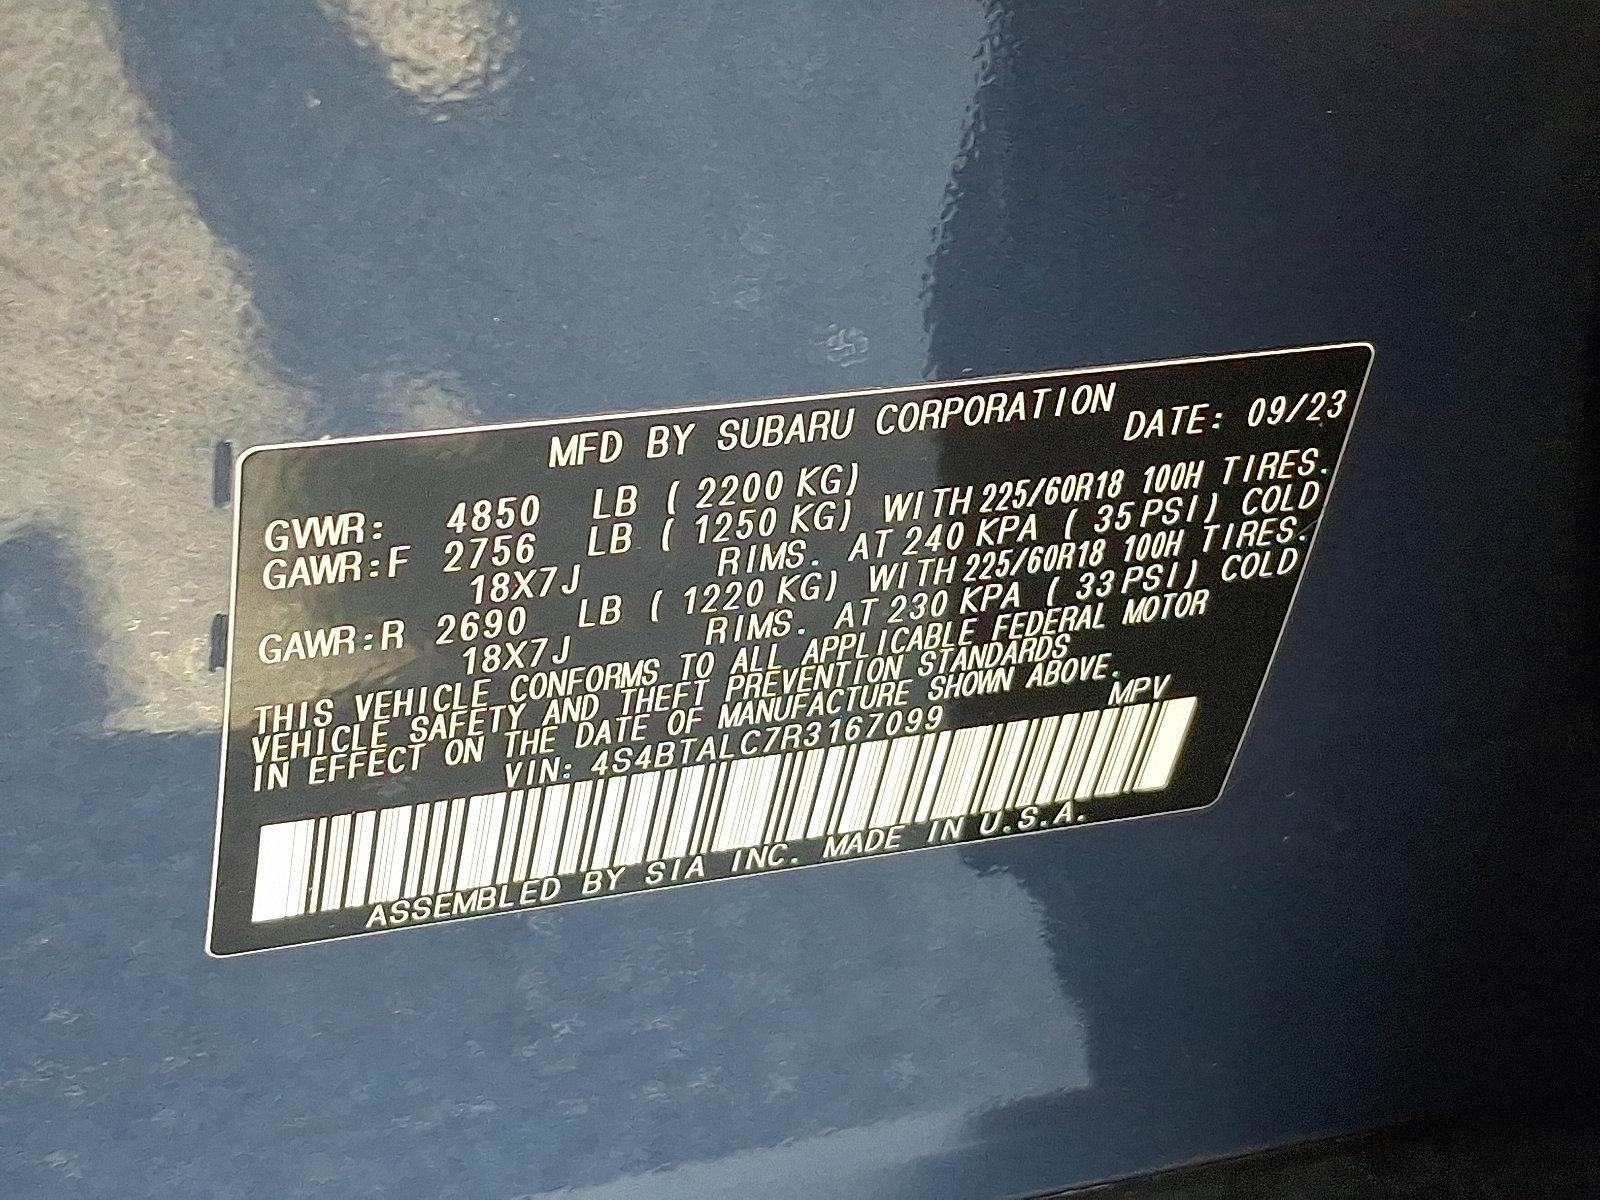 MFD BY SUBARU CORPORATION
DATE: 09/23
GVWR: 4850 LB ( 2200 KG)
GAWR:F 2756 LB ( 1250 KG) WITH 225/60R18 100H TIRES.
18X7J RIMS. AT 240 KPA ( 35 PSI) COLD
GAWR:R 2690 LB ( 1220 KG) WITH 225/60R18 100H TIRES.
18X7J RIMS. AT 230 KPA ( 33 PSI) COLD
THIS VEHICLE CONFORMS TO ALL APPLICABLE FEDERAL MOTOR
VEHICLE SAFETY AND THEFT PREVENTION STANDARDS
IN EFFECT ON THE DATE OF MANUFACTURE SHOWN ABOVE.
VIN: 4S4BTALC7R3167099 MPV
ASSEMBLED BY SIA INC. MADE IN U.S.A.